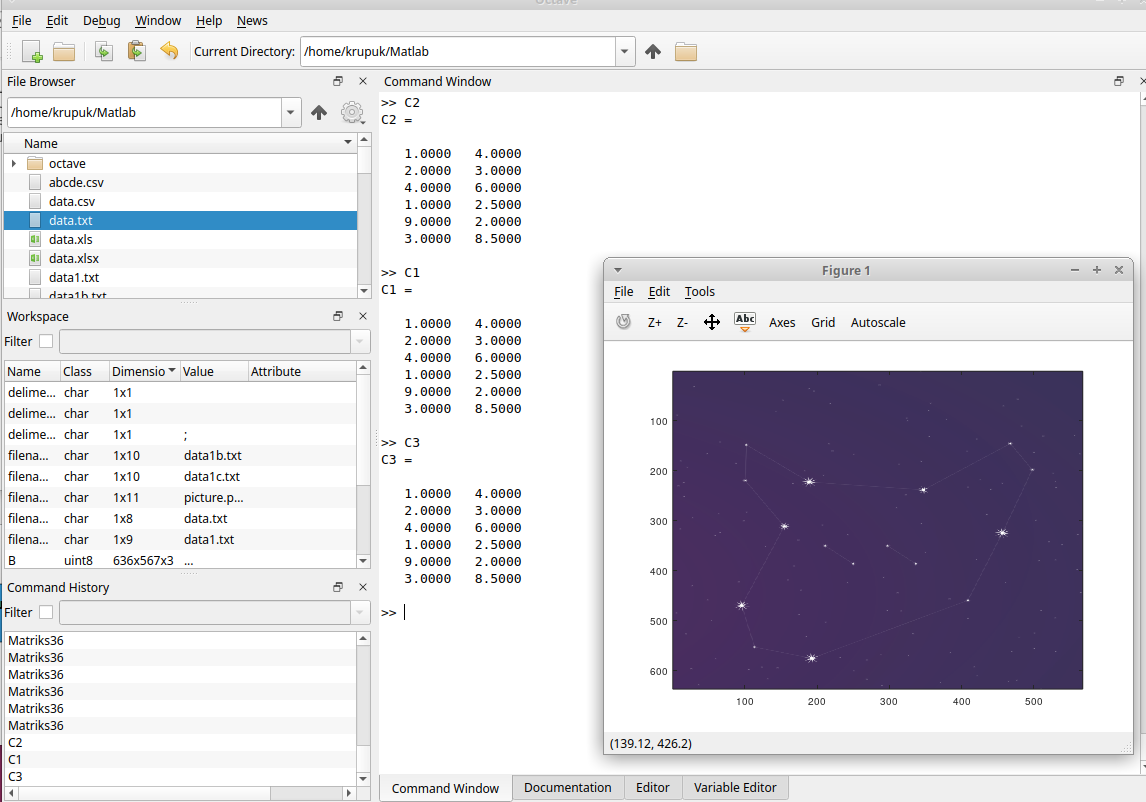 Octave
File Edit Debug Window Help News
Current Directory: /home/krupuk/Matlab
File Browser
/home/krupuk/Matlab
Name
octave
abcde.csv
data.csv
data.txt
data.xls
data.xlsx
data1.txt
data1b.txt
Workspace
Filter
Name Class Dimensio Value Attribute
delime... char 1x1
delime... char 1x1
delime... char 1x1 ;
filena... char 1x10 data1b.txt
filena... char 1x10 data1c.txt
filena... char 1x11 picture.p...
filena... char 1x8 data.txt
filena... char 1x9 data1.txt
B uint8 636x567x3 ...
Command History
Filter
Matriks36
Matriks36
Matriks36
Matriks36
Matriks36
Matriks36
C2
C1
C3
Command Window
>> C2
C2 =
1.0000 4.0000
2.0000 3.0000
4.0000 6.0000
1.0000 2.5000
9.0000 2.0000
3.0000 8.5000
>> C1
C1 =
1.0000 4.0000
2.0000 3.0000
4.0000 6.0000
1.0000 2.5000
9.0000 2.0000
3.0000 8.5000
>> C3
C3 =
1.0000 4.0000
2.0000 3.0000
4.0000 6.0000
1.0000 2.5000
9.0000 2.0000
3.0000 8.5000
>>
Figure 1
File Edit Tools
Z+ Z- Abc Axes Grid Autoscale
100
200
300
400
500
600
100 200 300 400 500
(139.12, 426.2)
Command Window Documentation Editor Variable Editor